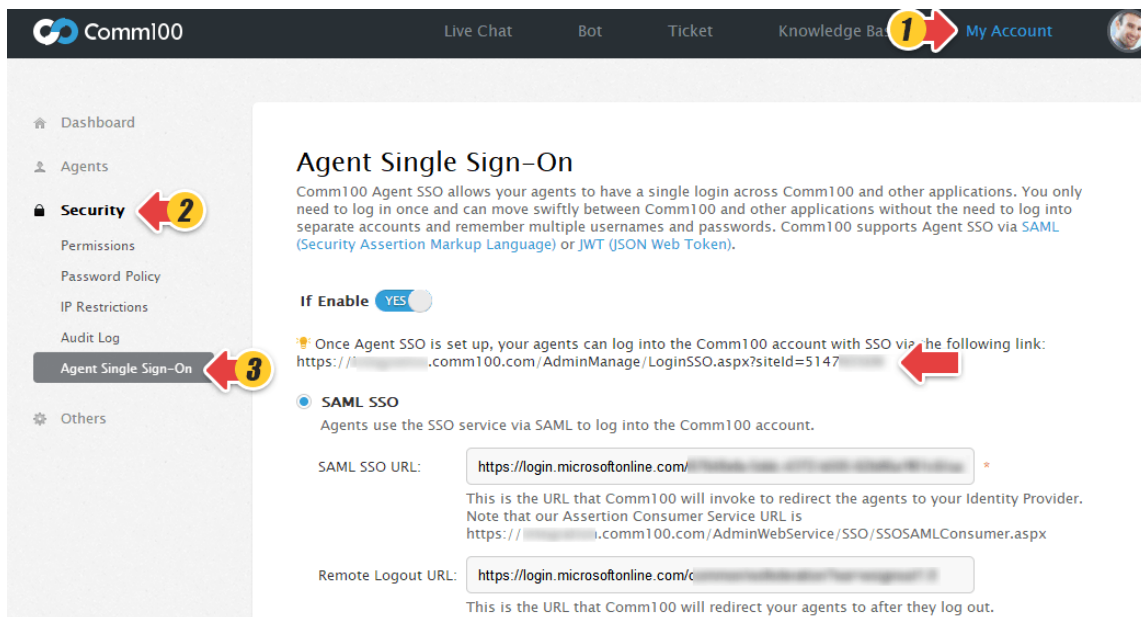 Comm100
Live Chat
Bot
Ticket
Knowledge Bas
1
My Account
Dashboard
Agents
Security
2
Permissions
Password Policy
IP Restrictions
Audit Log
Agent Single Sign-On
3
Others
Agent Single Sign-On
Comm100 Agent SSO allows your agents to have a single login across Comm100 and other applications. You only
need to log in once and can move swiftly between Comm100 and other applications without the need to log into
separate accounts and remember multiple usernames and passwords. Comm100 supports Agent SSO via SAML
(Security Assertion Markup Language) or JWT (JSON Web Token).
If Enable YES
Once Agent SSO is set up, your agents can log into the Comm100 account with SSO via the following link:
https:// .comm100.com/AdminManage/LoginSSO.aspx?siteId=5147
SAML SSO
Agents use the SSO service via SAML to log into the Comm100 account.
SAML SSO URL: https://login.microsoftonline.com/ *
This is the URL that Comm100 will invoke to redirect the agents to your Identity Provider.
Note that our Assertion Consumer Service URL is
https:// .comm100.com/AdminWebService/SSO/SSOSAMLConsumer.aspx
Remote Logout URL: https://login.microsoftonline.com/c
This is the URL that Comm100 will redirect your agents to after they log out.